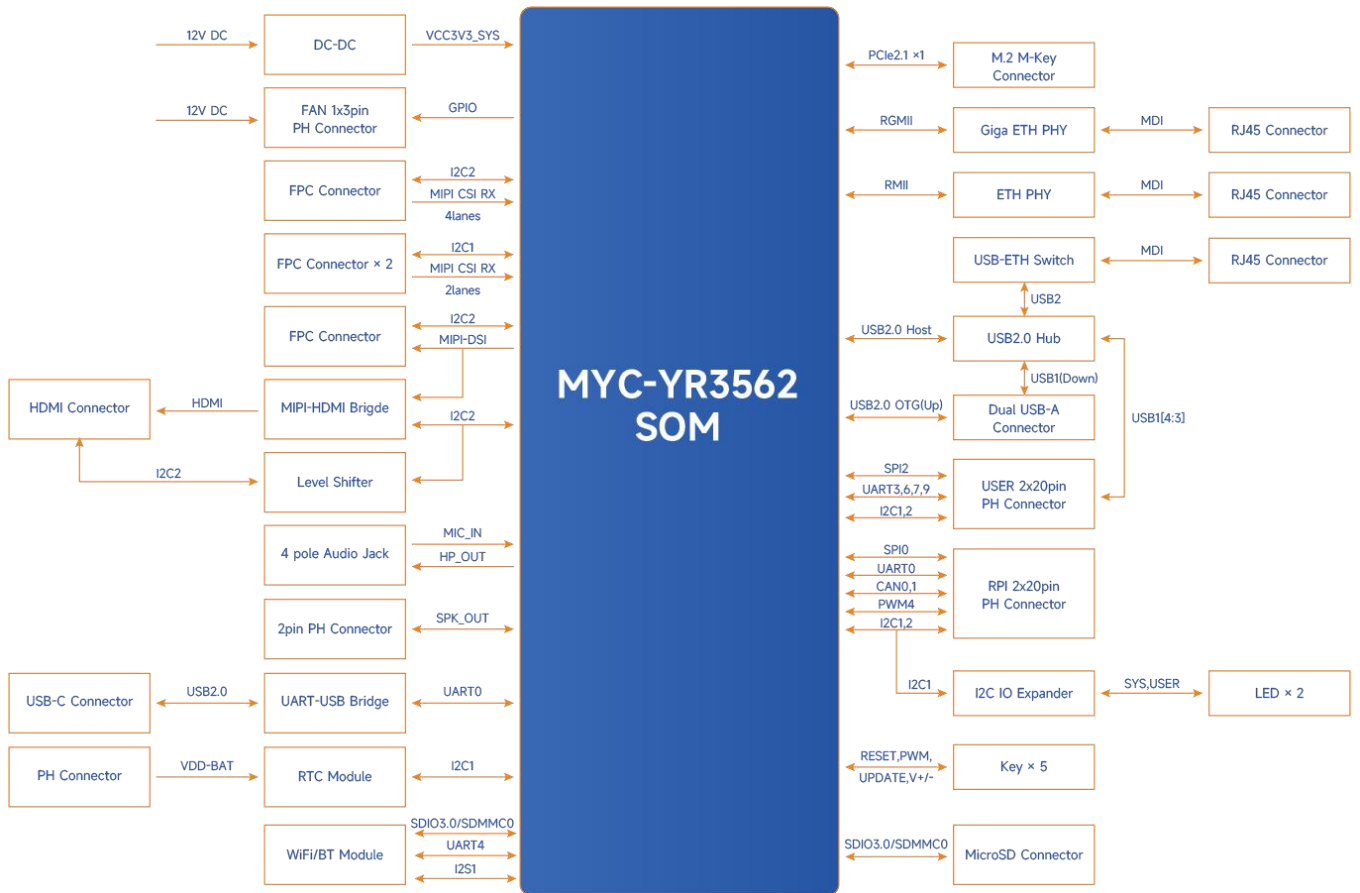 12V DC
DC-DC
VCC3V3_SYS
12V DC
FAN 1x3pin
PH Connector
GPIO
FPC Connector
I2C2
MIPI CSI RX
4lanes
FPC Connector × 2
I2C1
MIPI CSI RX
2lanes
FPC Connector
I2C2
MIPI-DSI
HDMI Connector
HDMI
MIPI-HDMI Brigde
I2C2
I2C2
Level Shifter
4 pole Audio Jack
MIC_IN
HP_OUT
2pin PH Connector
SPK_OUT
USB-C Connector
USB2.0
UART-USB Bridge
UART0
PH Connector
VDD-BAT
RTC Module
I2C1
WiFi/BT Module
SDIO3.0/SDMMC0
UART4
I2S1
MYC-YR3562
SOM
PCIe2.1 ×1
M.2 M-Key
Connector
RGMII
Giga ETH PHY
MDI
RJ45 Connector
RMII
ETH PHY
MDI
RJ45 Connector
USB-ETH Switch
MDI
RJ45 Connector
USB2
USB2.0 Host
USB2.0 Hub
USB1(Down)
USB2.0 OTG(Up)
Dual USB-A
Connector
USB1[4:3]
SPI2
UART3,6,7,9
I2C1,2
USER 2x20pin
PH Connector
SPI0
UART0
CAN0,1
PWM4
I2C1,2
RPI 2x20pin
PH Connector
I2C1
I2C IO Expander
SYS,USER
LED × 2
RESET,PWM,
UPDATE,V+/-
Key × 5
SDIO3.0/SDMMC0
MicroSD Connector